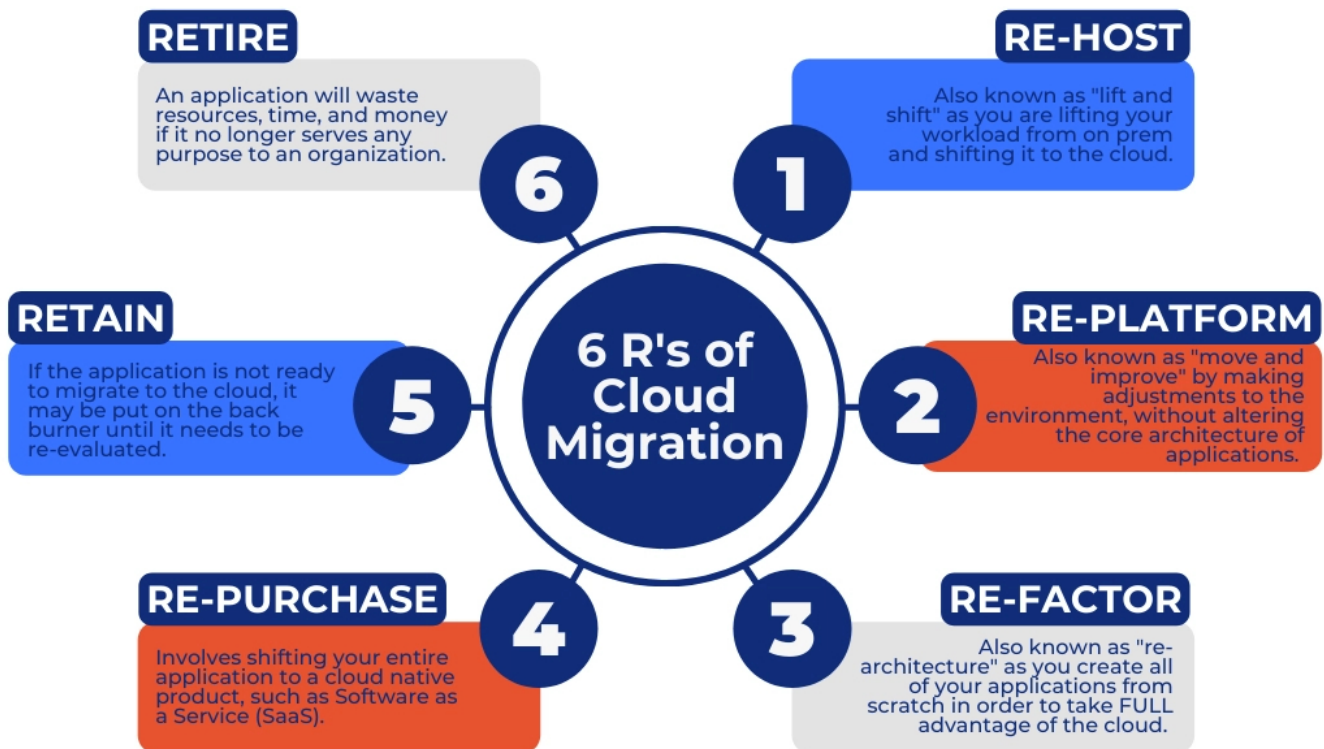 6 R's of
Cloud
Migration
1
RE-HOST
Also known as "lift and
shift" as you are lifting your
workload from on prem
and shifting it to the cloud.
2
RE-PLATFORM
Also known as "move and
improve" by making
adjustments to the
environment, without altering
the core architecture of
applications.
3
RE-FACTOR
Also known as "re-
architecture" as you create all
of your applications from
scratch in order to take FULL
advantage of the cloud.
4
RE-PURCHASE
Involves shifting your entire
application to a cloud native
product, such as Software as
a Service (SaaS).
5
RETAIN
If the application is not ready
to migrate to the cloud, it
may be put on the back
burner until it needs to be
re-evaluated.
6
RETIRE
An application will waste
resources, time, and money
if it no longer serves any
purpose to an organization.